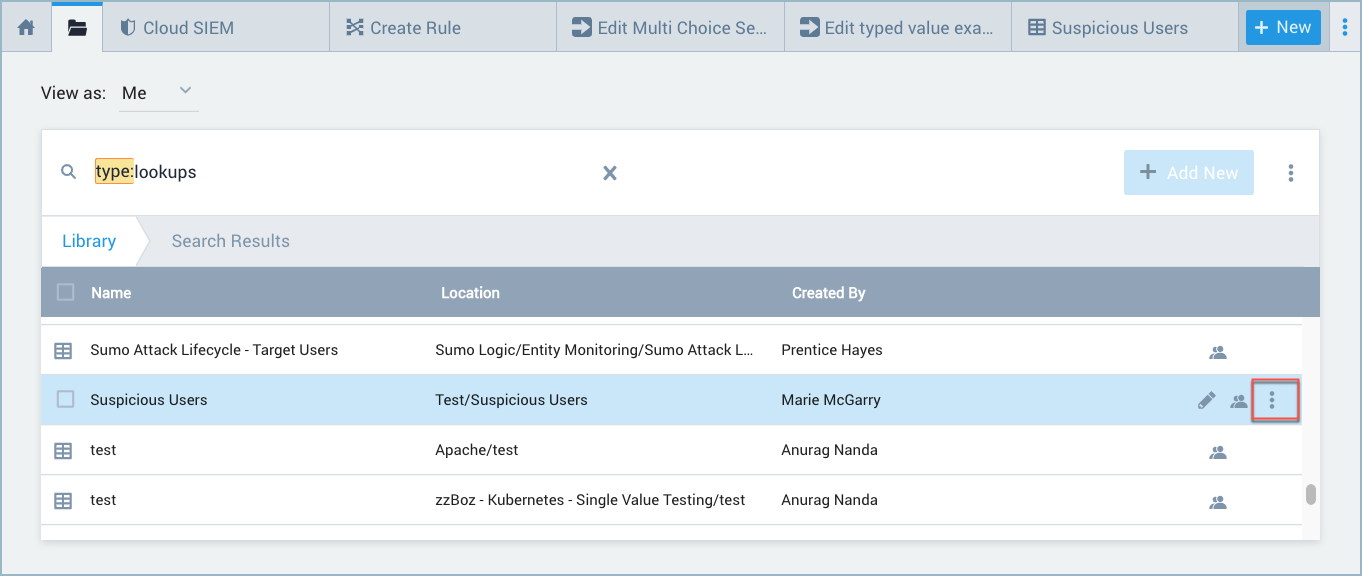 Cloud SIEM Create Rule Edit Multi Choice Se... Edit typed value exa... Suspicious Users + New
View as: Me
type:lookups + Add New
Library Search Results
Name Location Created By
Sumo Attack Lifecycle - Target Users Sumo Logic/Entity Monitoring/Sumo Attack L... Prentice Hayes
Suspicious Users Test/Suspicious Users Marie McGarry
test Apache/test Anurag Nanda
test zzBoz - Kubernetes - Single Value Testing/test Anurag Nanda